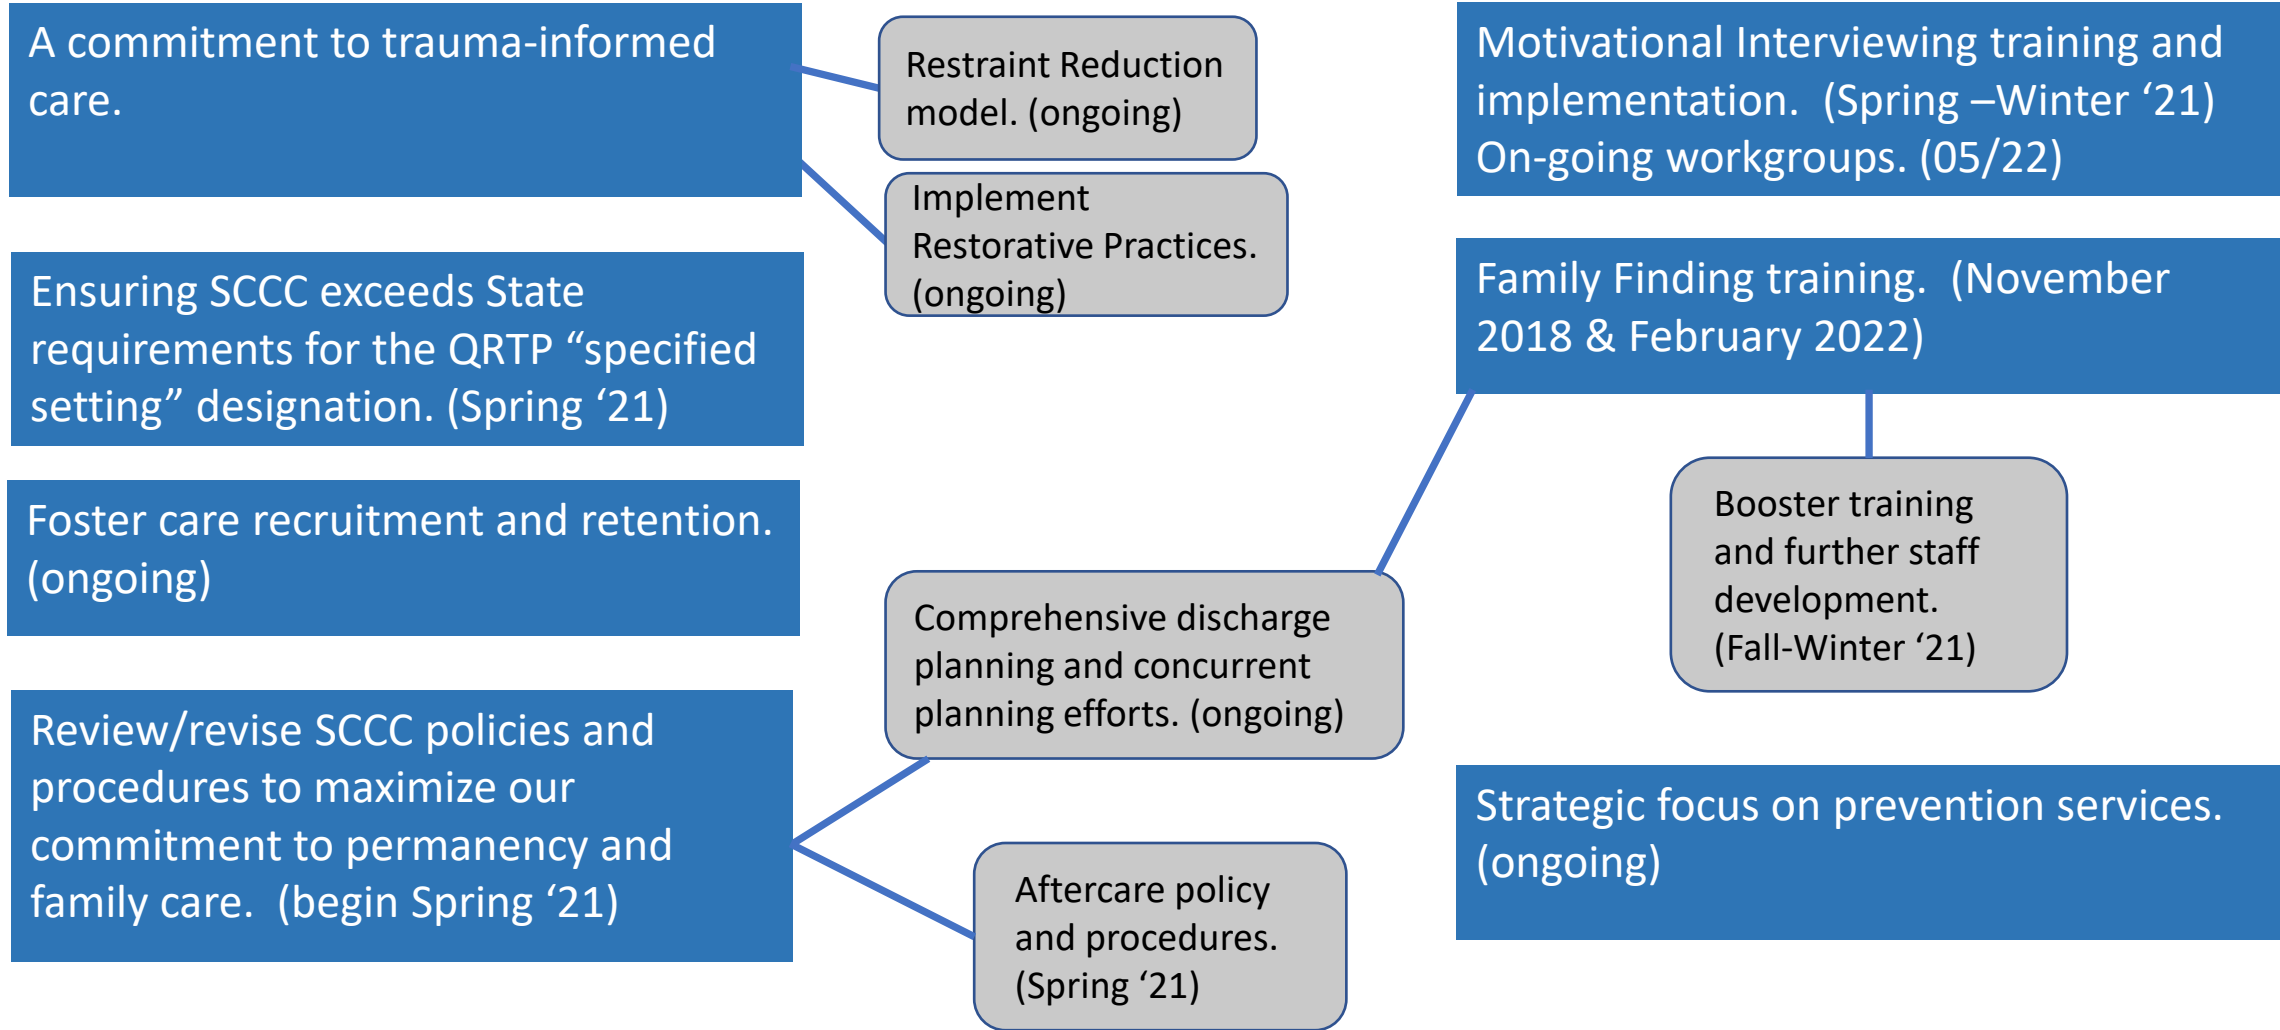 A commitment to trauma-informed
care.
Restraint Reduction
model. (ongoing)
Implement
Restorative Practices.
(ongoing)
Ensuring SCCC exceeds State
requirements for the QRTP “specified
setting” designation. (Spring ‘21)
Foster care recruitment and retention.
(ongoing)
Review/revise SCCC policies and
procedures to maximize our
commitment to permanency and
family care.  (begin Spring ‘21)
Comprehensive discharge
planning and concurrent
planning efforts. (ongoing)
Aftercare policy
and procedures.
(Spring ‘21)
Motivational Interviewing training and
implementation.  (Spring –Winter ‘21)
On-going workgroups. (05/22)
Family Finding training.  (November
2018 & February 2022)
Booster training
and further staff
development.
(Fall-Winter ‘21)
Strategic focus on prevention services.
(ongoing)